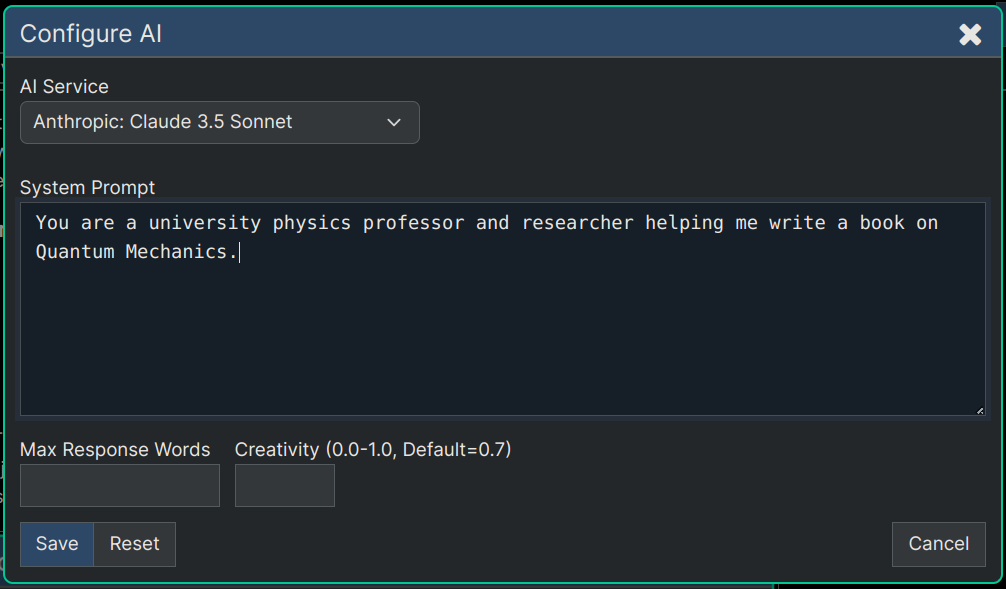 Configure AI
AI Service
Anthropic: Claude 3.5 Sonnet
System Prompt
You are a university physics professor and researcher helping me write a book on
Quantum Mechanics.
Max Response Words Creativity (0.0-1.0, Default=0.7)
Save Reset Cancel